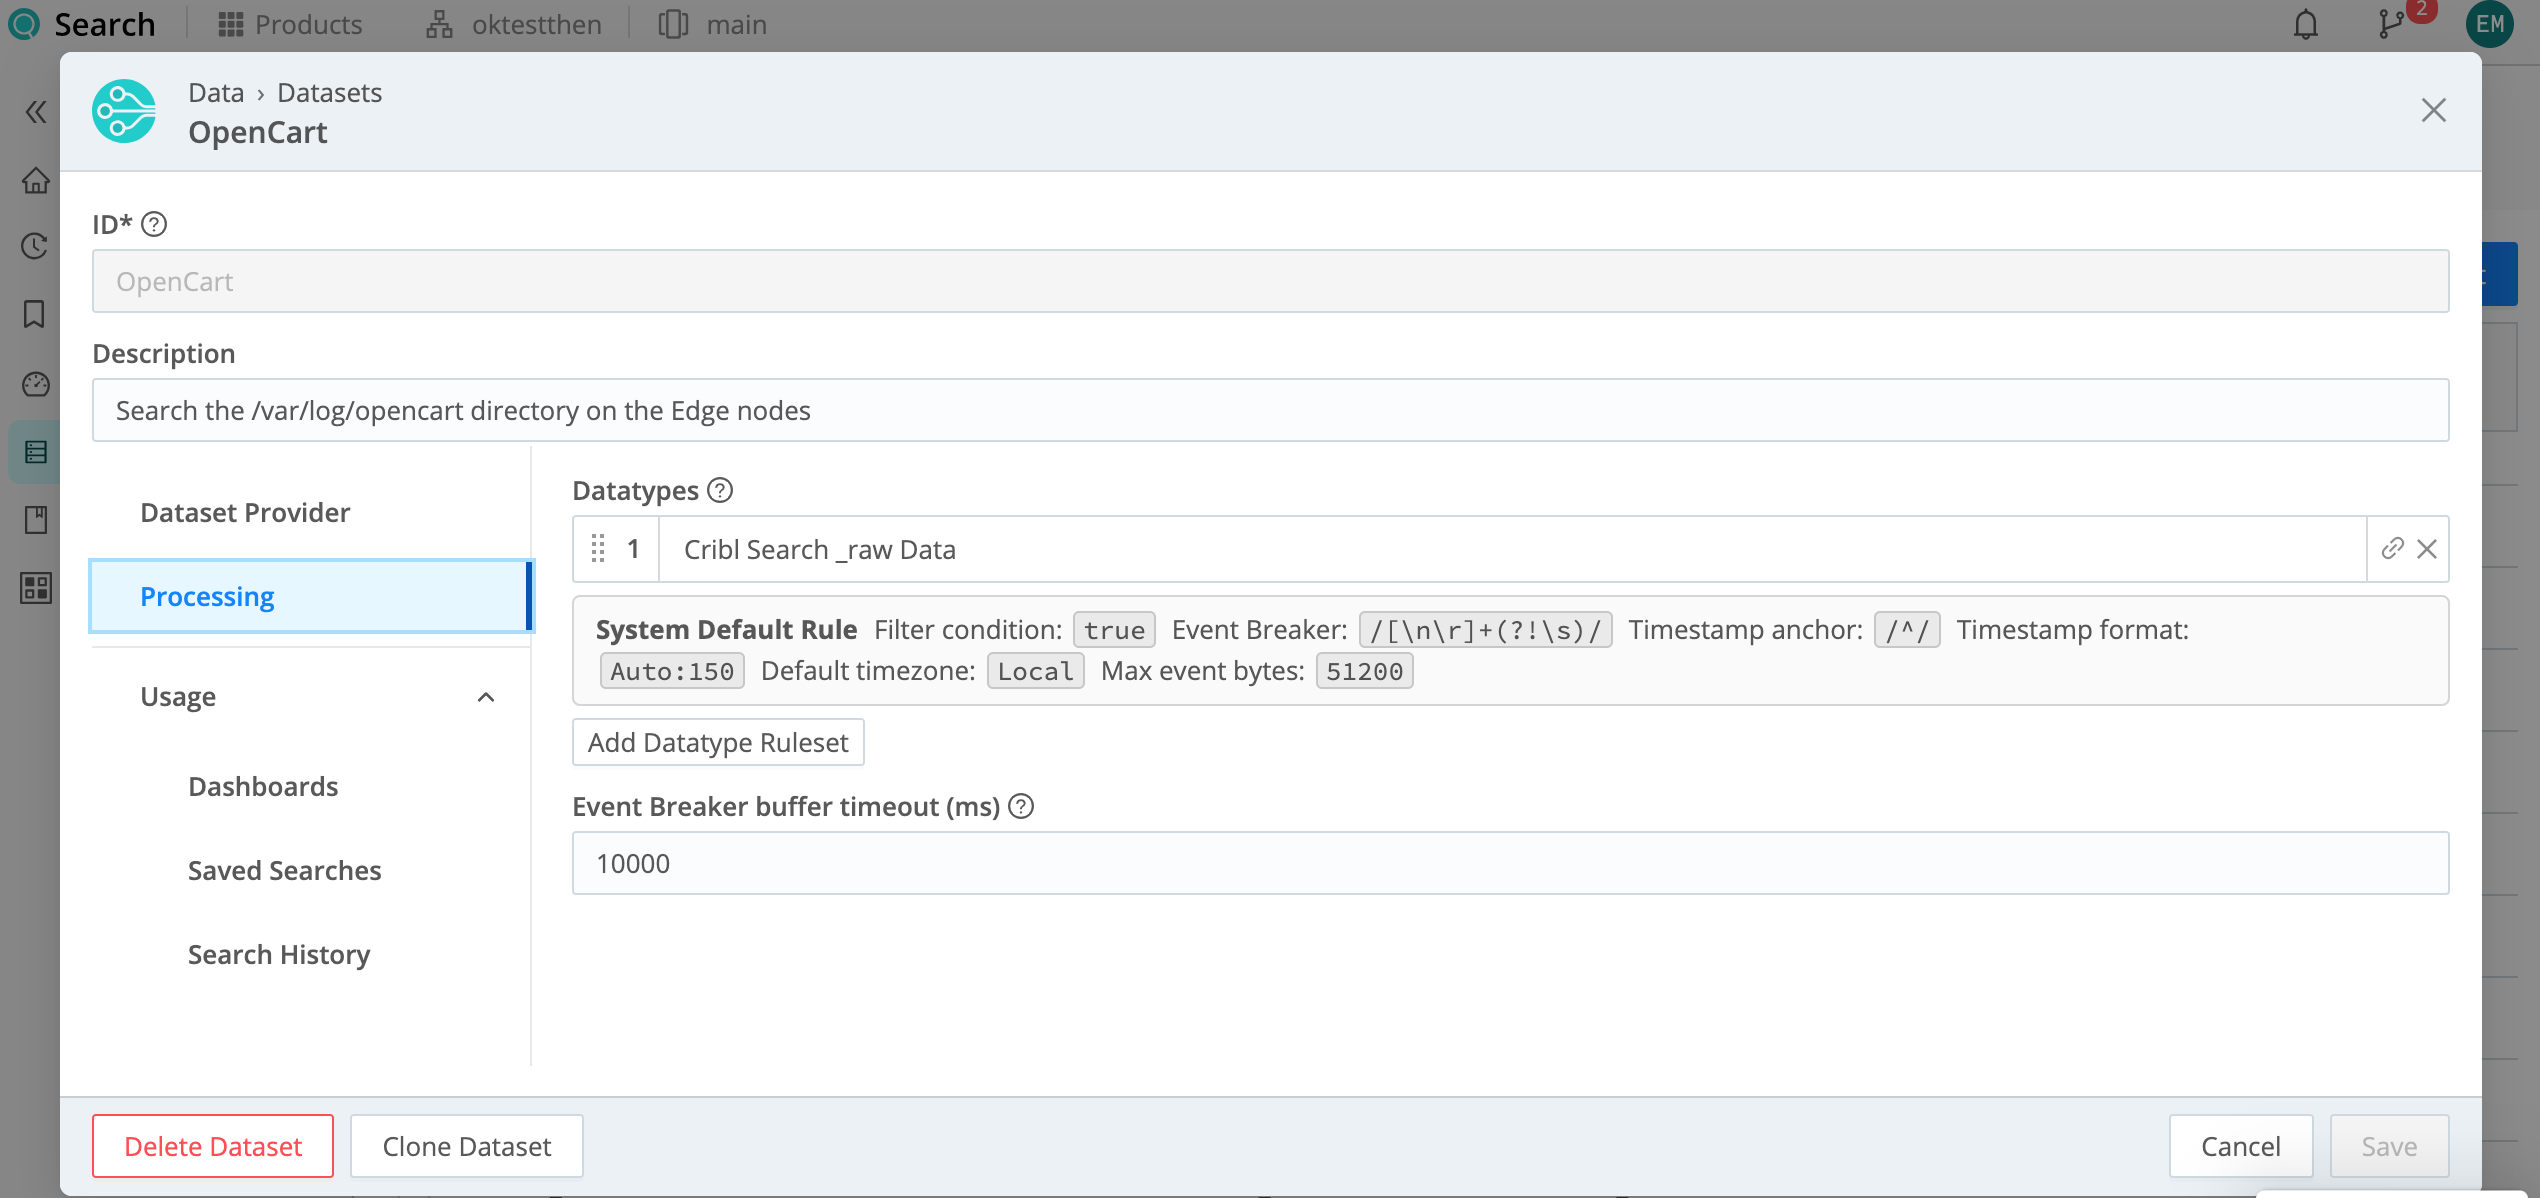 Search Products oktestthen main 2 EM
Data › Datasets
OpenCart
ID*
OpenCart
Description
Search the /var/log/opencart directory on the Edge nodes
Dataset Provider
Processing
Usage
Dashboards
Saved Searches
Search History
Datatypes
1 Cribl Search _raw Data
System Default Rule Filter condition: true Event Breaker: /[\n\r]+(?!\s)/ Timestamp anchor: /^/ Timestamp format:
Auto:150 Default timezone: Local Max event bytes: 51200
Add Datatype Ruleset
Event Breaker buffer timeout (ms)
10000
Delete Dataset Clone Dataset Cancel Save